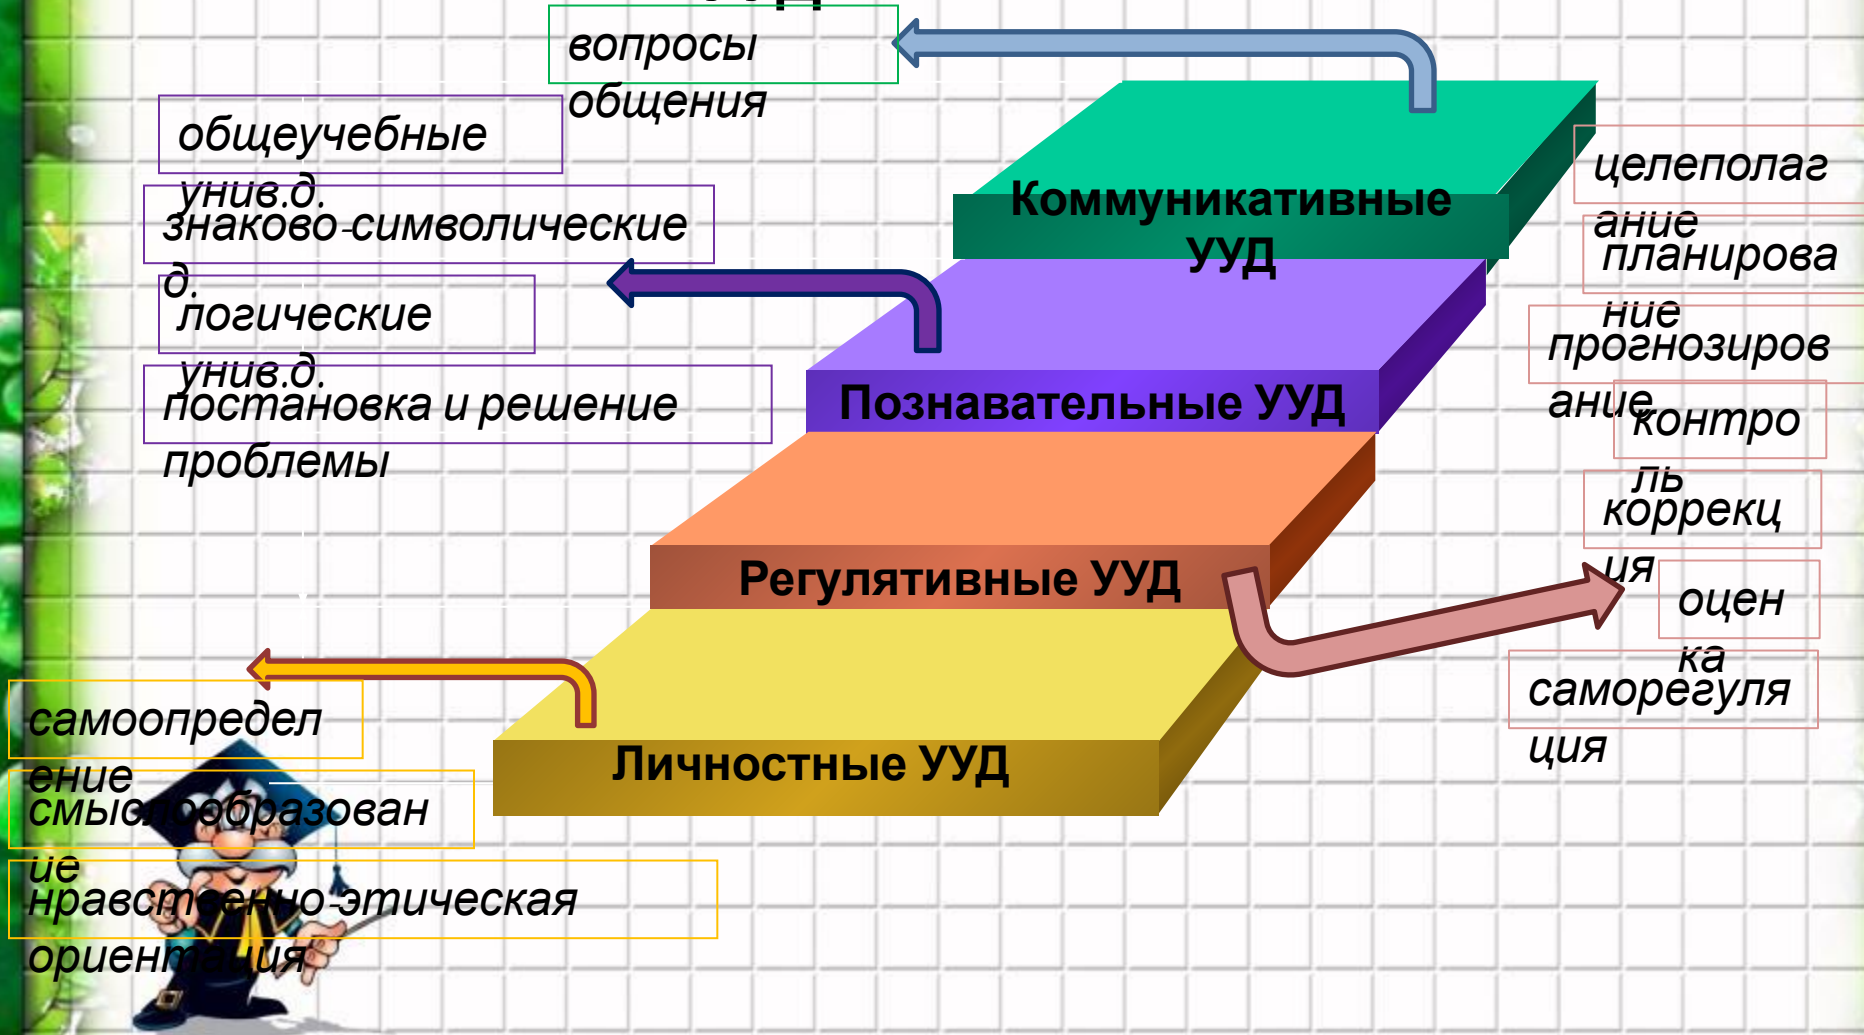 вопросы
общения
общеучебные
унив.д.
знаково-символические
д.
логические
унив.д.
постановка и решение
проблемы
Коммуникативные
УУД
Познавательные УУД
Регулятивные УУД
Личностные УУД
целеполаг
ание
планирова
ние
прогнозиров
ание
контро
ль
коррекц
ия
оцен
ка
саморегуля
ция
самоопредел
ение
смыслообразован
ие
нравственно-этическая
ориентация